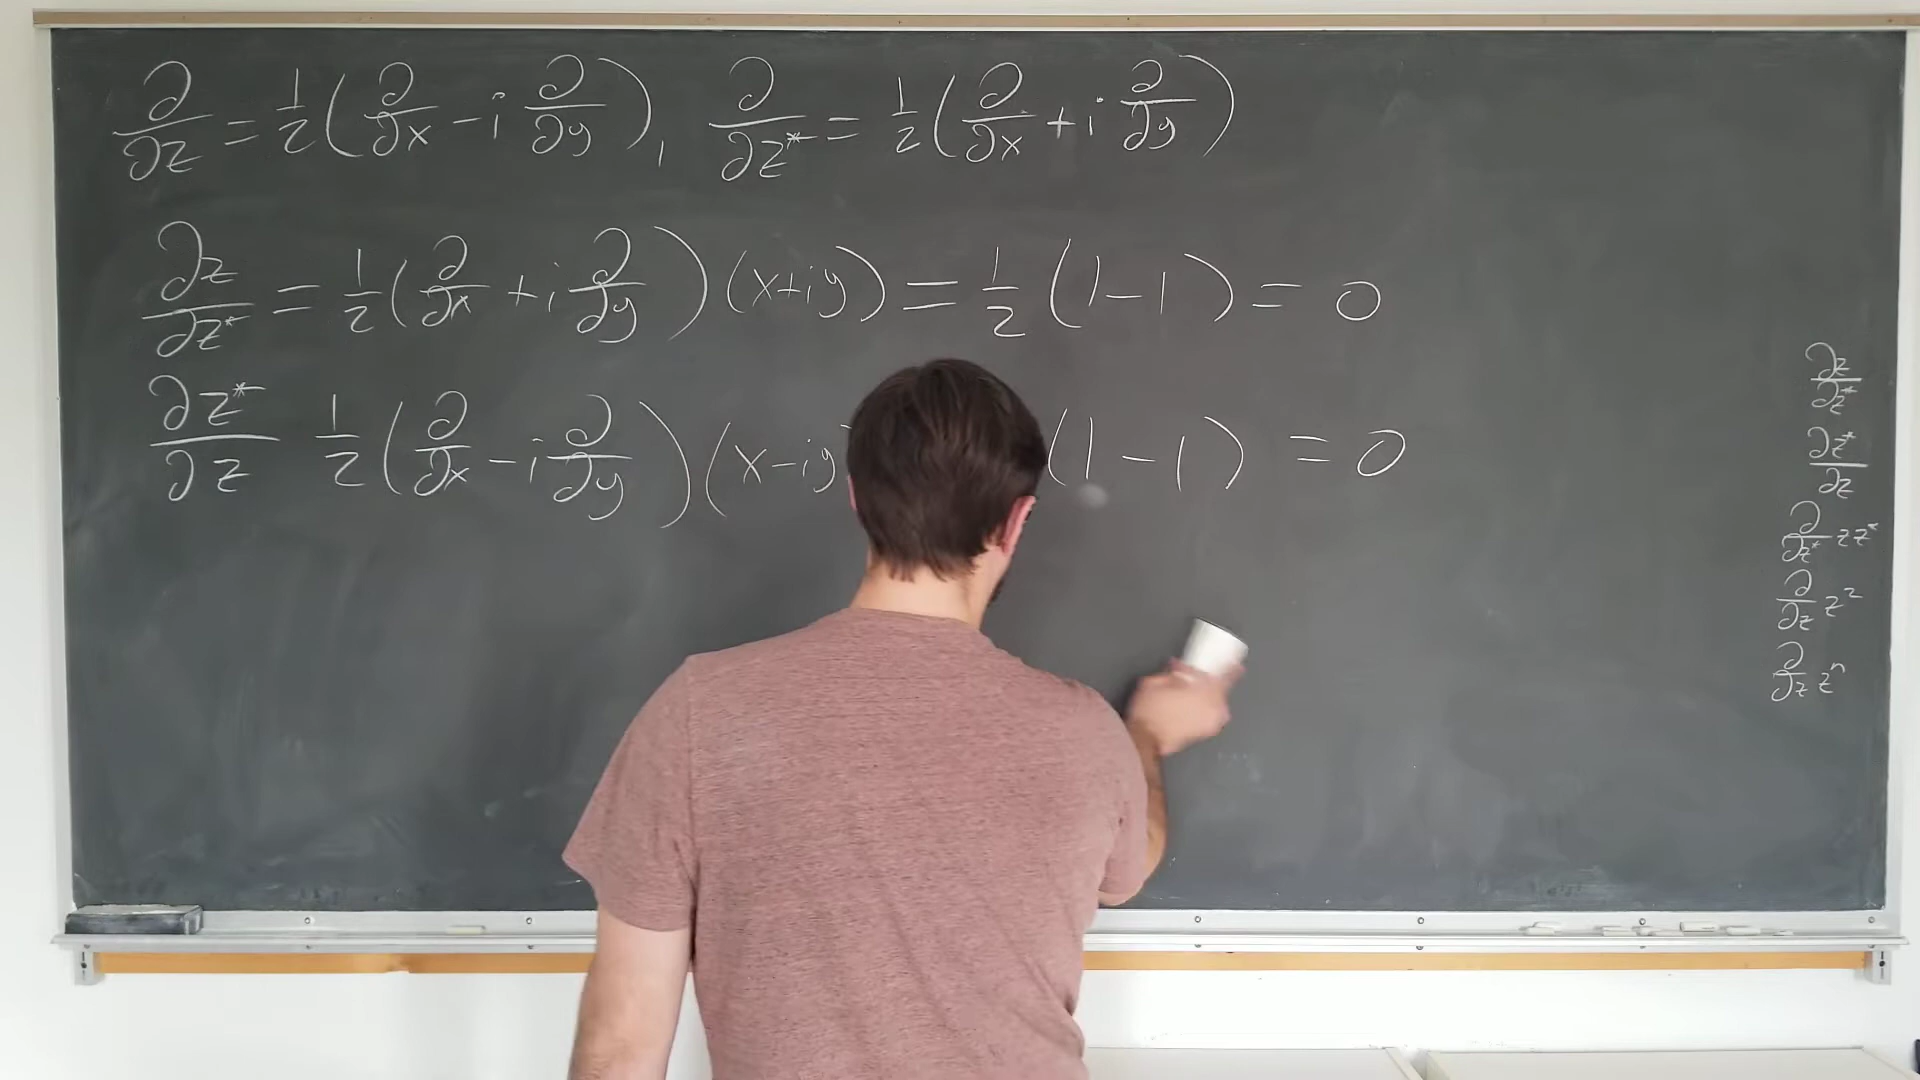 ∂/∂z = 1/2 (∂/∂x − i ∂/∂y), ∂/∂z* = 1/2 (∂/∂x + i ∂/∂y)
∂z/∂z* = 1/2 (∂/∂x + i ∂/∂y) (x+iy) = 1/2 (1−1) = 0
∂z*/∂z 1/2 (∂/∂x − i ∂/∂y) (x−iy (1−1) = 0
∂z/∂z*
∂z*/∂z
∂/∂z* zz*
∂/∂z z²
∂/∂z zⁿ